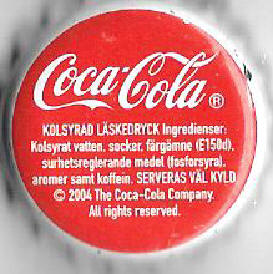 Coca-Cola®
KOLSYRAD LÄSKEDRYCK Ingredienser:
Kolsyrat vatten, socker, färgämne (E150d),
surhetsreglerande medel (fosforsyra),
aromer samt koffein. SERVERAS VÄL KYLD
© 2004 The Coca-Cola Company.
All rights reserved.